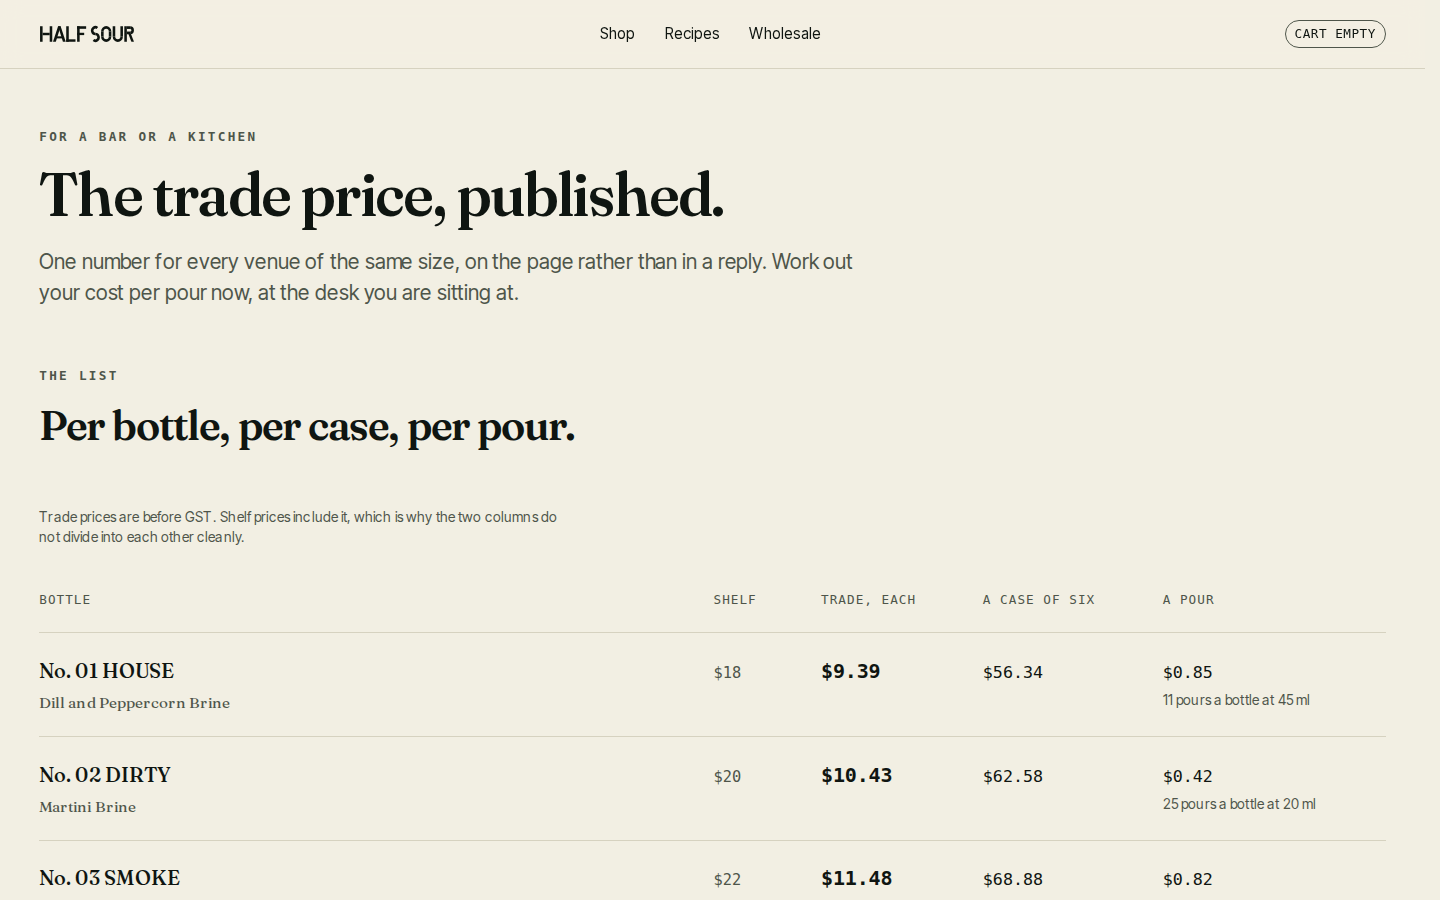 HALF SOUR
Shop Recipes Wholesale
CART EMPTY
FOR A BAR OR A KITCHEN
The trade price, published.
One number for every venue of the same size, on the page rather than in a reply. Work out
your cost per pour now, at the desk you are sitting at.
THE LIST
Per bottle, per case, per pour.
Trade prices are before GST. Shelf prices include it, which is why the two columns do
not divide into each other cleanly.
BOTTLE SHELF TRADE, EACH A CASE OF SIX A POUR
No. 01 HOUSE $18 $9.39 $56.34 $0.85
Dill and Peppercorn Brine 11 pours a bottle at 45 ml
No. 02 DIRTY $20 $10.43 $62.58 $0.42
Martini Brine 25 pours a bottle at 20 ml
No. 03 SMOKE $22 $11.48 $68.88 $0.82